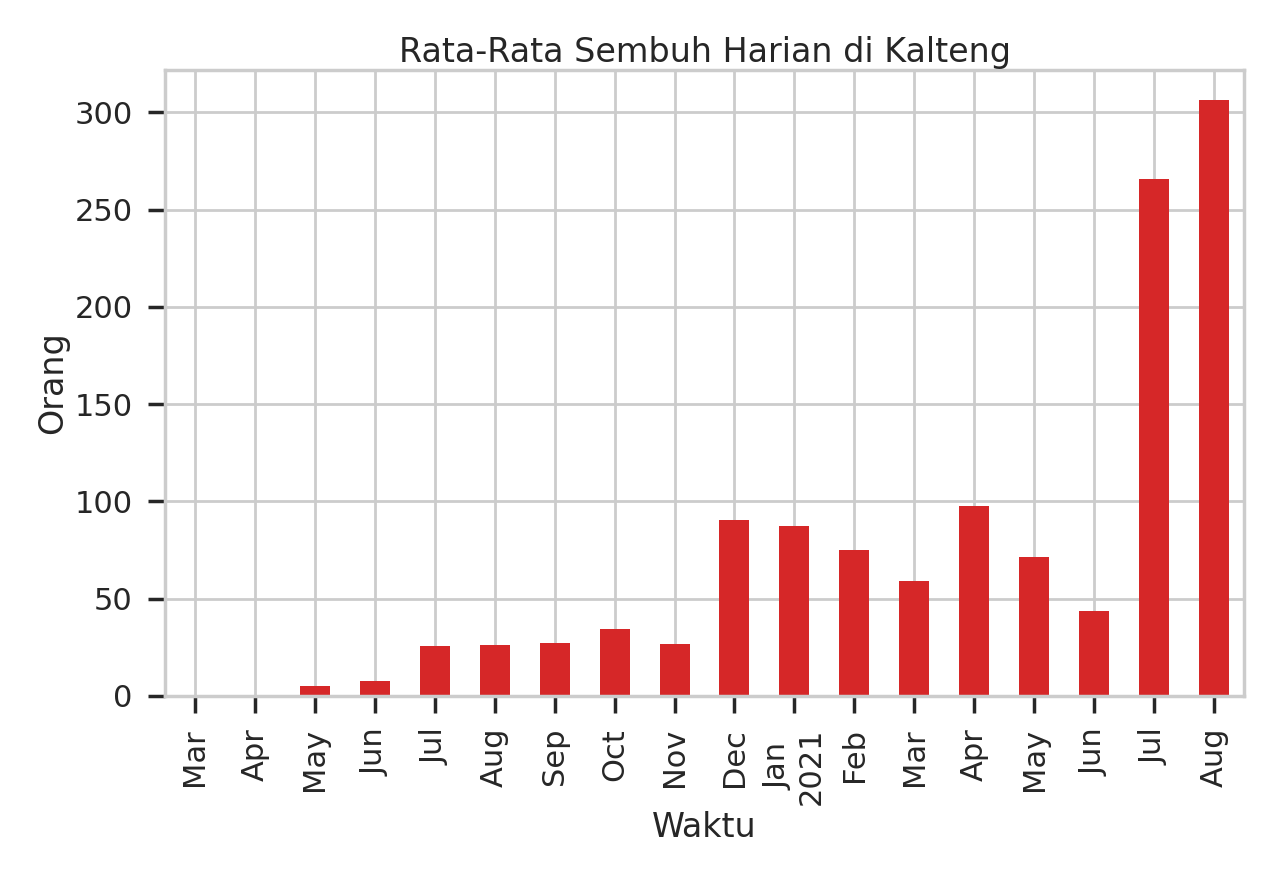 Rata-Rata Sembuh Harian di Kalteng
300
250
200
150
100
50
0
Orang
Mar
Apr
May
Jun
Jul
Aug
Sep
Oct
Nov
Dec
Jan
2021
Feb
Mar
Apr
May
Jun
Jul
Aug
Waktu